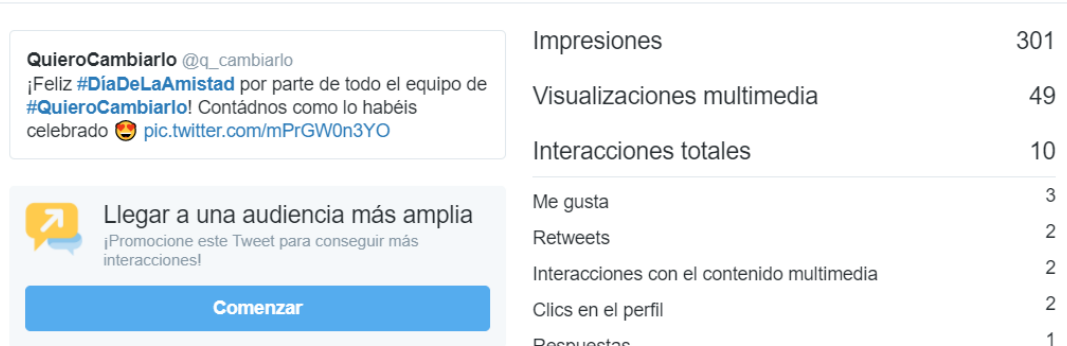 QuieroCambiarlo @q_cambiarlo
¡Feliz #DíaDeLaAmistad por parte de todo el equipo de
#QuieroCambiarlo! Contádnos como lo habéis
celebrado 😍 pic.twitter.com/mPrGW0n3YO
Llegar a una audiencia más amplia
¡Promocione este Tweet para conseguir más
interacciones!
Comenzar
Impresiones 301
Visualizaciones multimedia 49
Interacciones totales 10
Me gusta 3
Retweets 2
Interacciones con el contenido multimedia 2
Clics en el perfil 2
Respuestas 1